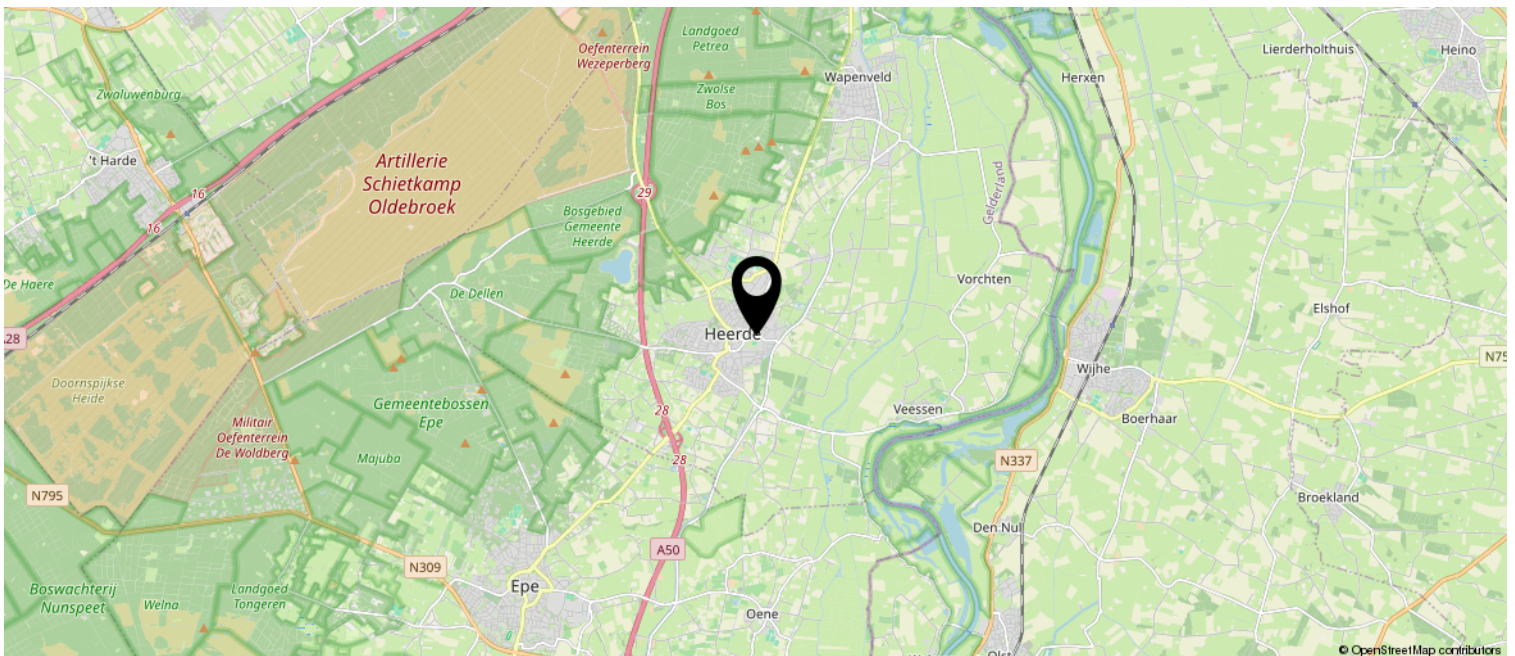 Landgoed
Petrea
Oefenterrein
Wezeperberg
Lierderholthuis
Heino
Wapenveld
Herxen
Zwaluwenburg
Zwolse
Bos
't Harde
Artillerie
Schietkamp
Oldebroek
16
29
Gelderland
16
Bosgebied
Gemeente
Heerde
De Haere
De Dellen
Vorchten
Elshof
A28
Heerde
N75
Wijhe
Doornspijkse
Heide
Gemeentebossen
Epe
28
Veessen
Boerhaar
Militair
Oefenterrein
De Woldberg
Majuba
28
N337
N795
Broekland
Den Nul
A50
N309
Boswachterij
Nunspeet
Landgoed
Tongeren
Welna
Epe
Oene
Olst
© OpenStreetMap contributors